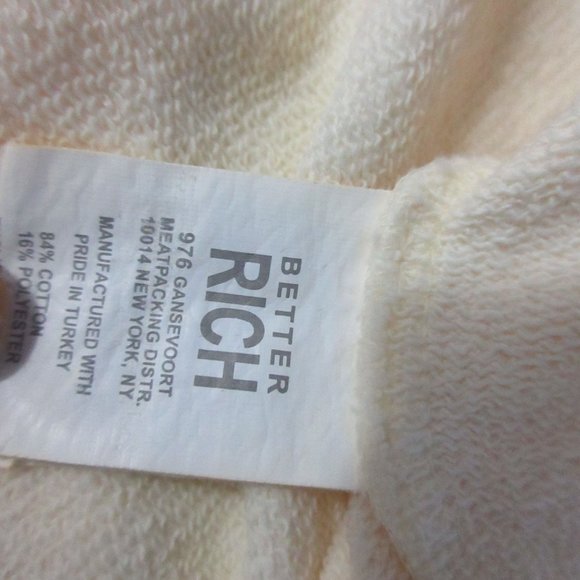 BETTER
RICH
976 GANSEVOORT
MEATPACKING DISTR.
10014 NEW YORK, NY
MANUFACTURED WITH
PRIDE IN TURKEY
84% COTTON
16% POLYESTER